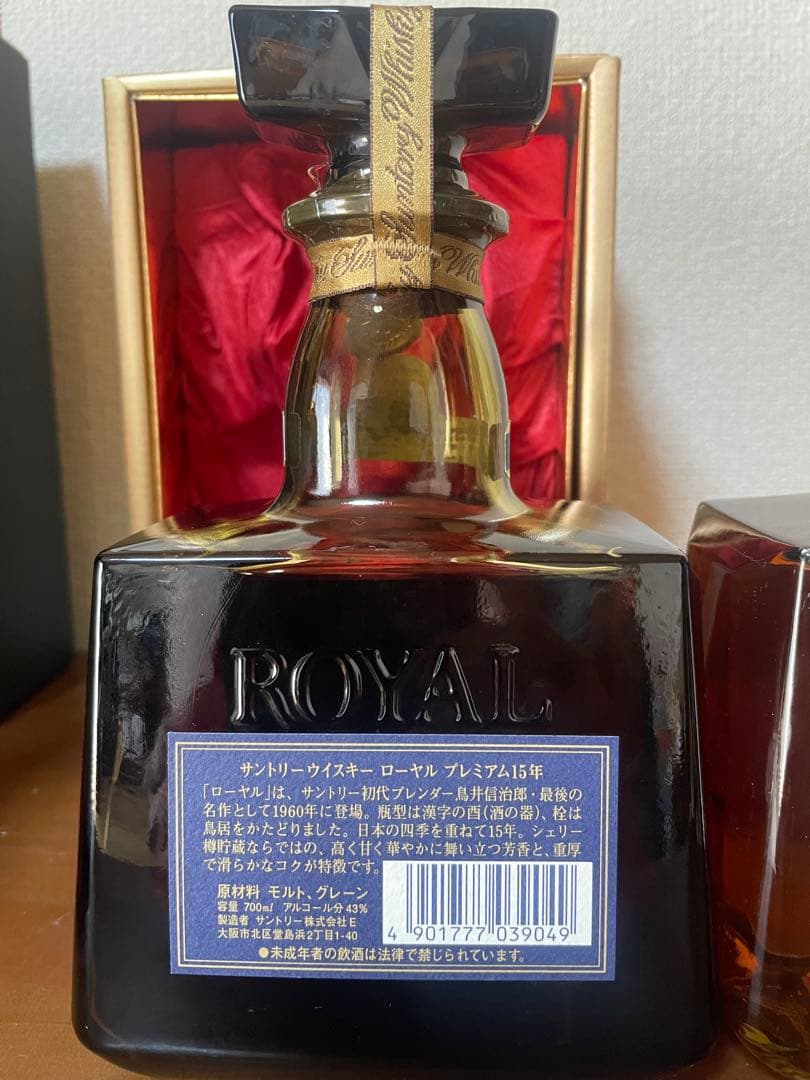 Suntory Whisky
ROYAL
サントリーウイスキー ローヤル プレミアム15年
「ローヤル」は、サントリー初代ブレンダー鳥井信治郎・最後の
名作として1960年に登場。瓶型は漢字の酉(酒の器)、栓は
鳥居をかたどりました。日本の四季を重ねて15年。シェリー
樽貯蔵ならではの、高く甘く華やかに舞い立つ芳香と、重厚
で滑らかなコクが特徴です。
原材料 モルト、グレーン
容量 700ml アルコール分43%
製造者 サントリー株式会社E
大阪市北区堂島浜2丁目1-40
4 901777 039049
●未成年者の飲酒は法律で禁じられています。